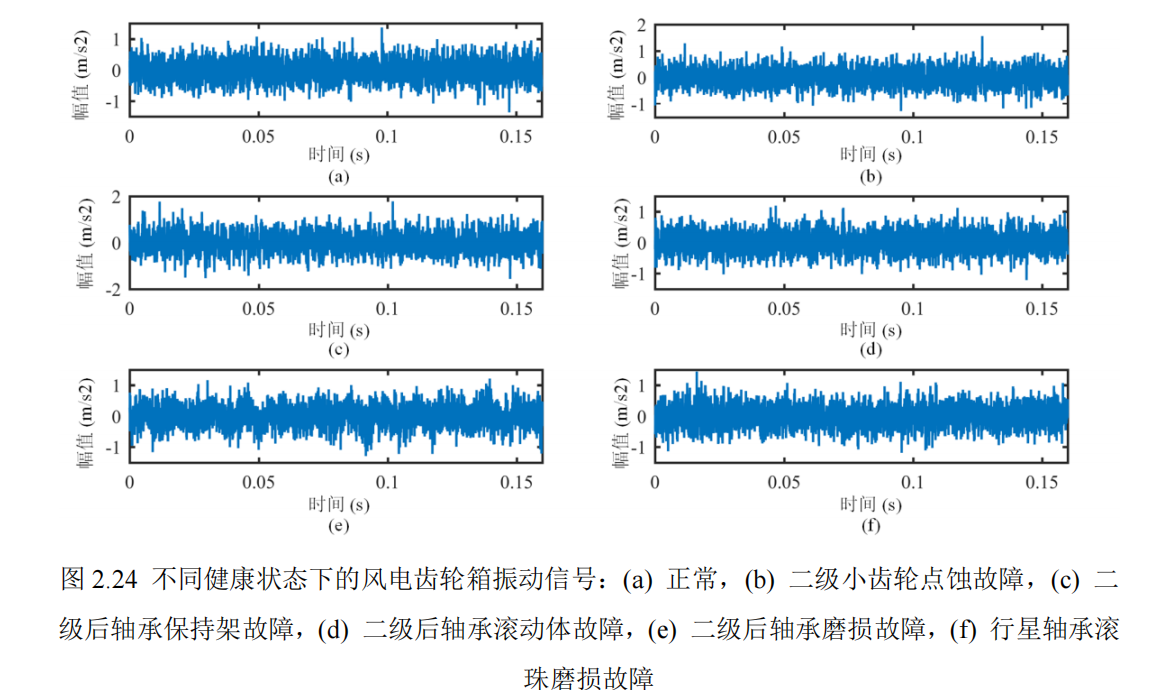 幅值 (m/s2)
1
0
-1
0
0.05
0.1
0.15
时间 (s)
(a)
幅值 (m/s2)
2
1
0
-1
0
0.05
0.1
0.15
时间 (s)
(b)
幅值 (m/s2)
2
0
-2
0
0.05
0.1
0.15
时间 (s)
(c)
幅值 (m/s2)
1
0
-1
0
0.05
0.1
0.15
时间 (s)
(d)
幅值 (m/s2)
1
0
-1
0
0.05
0.1
0.15
时间 (s)
(e)
幅值 (m/s2)
1
0
-1
0
0.05
0.1
0.15
时间 (s)
(f)
图 2.24 不同健康状态下的风电齿轮箱振动信号：(a) 正常，(b) 二级小齿轮点蚀故障，(c) 二
级后轴承保持架故障，(d) 二级后轴承滚动体故障，(e) 二级后轴承磨损故障，(f) 行星轴承滚
珠磨损故障